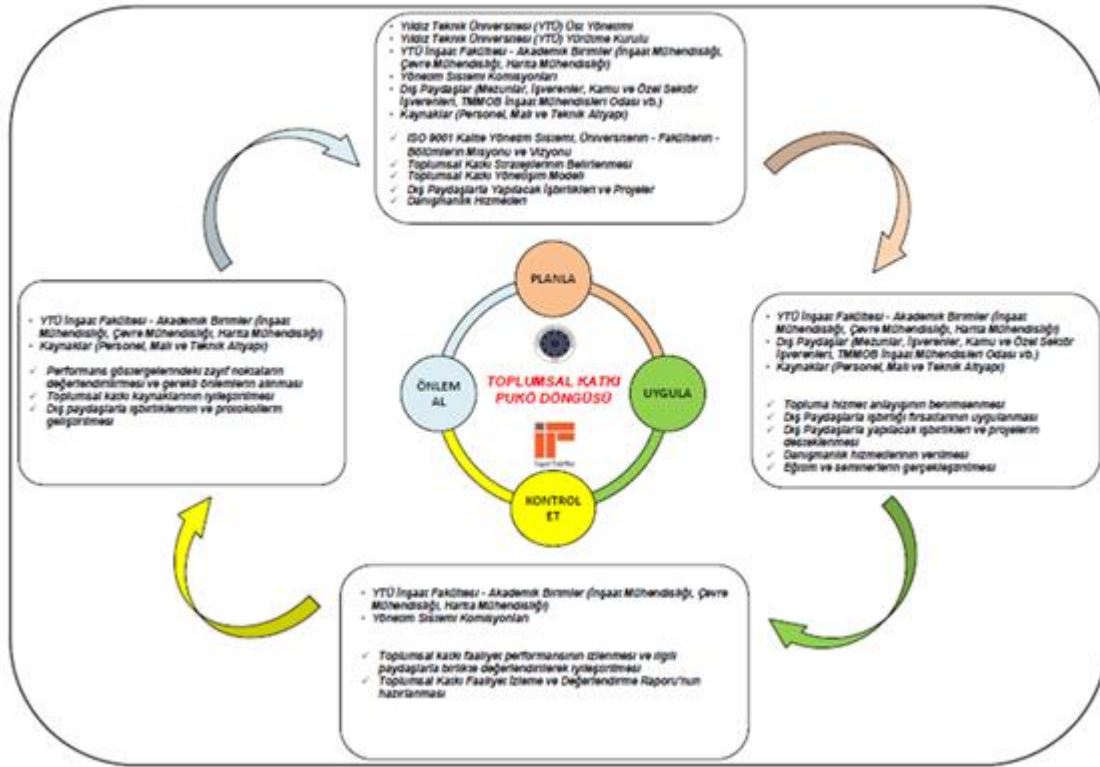 • Yıldız Teknik Üniversitesi (YTÜ) Üst Yönetimi
• Yıldız Teknik Üniversitesi (YTÜ) Yürütme Kurulu
• YTÜ İnşaat Fakültesi - Akademik Birimler (İnşaat Mühendisliği,
Çevre Mühendisliği, Harita Mühendisliği)
• Yönetim Sistemi Komisyonları
• Dış Paydaşlar (Mezunlar, İşverenler, Kamu ve Özel Sektör
İşverenleri, TMMOB İnşaat Mühendisleri Odası vb.)
• Kaynaklar (Personel, Mali ve Teknik Altyapı)
✓ ISO 9001 Kalite Yönetim Sistemi, Üniversitenin - Fakültenin -
Bölümlerin Misyonu ve Vizyonu
✓ Toplumsal Katkı Stratejilerinin Belirlenmesi
✓ Toplumsal Katkı Yönetişim Modeli
✓ Dış Paydaşlarla Yapılacak İşbirlikleri ve Projeler
✓ Danışmanlık Hizmetleri
PLANLA
UYGULA
KONTROL
ET
ÖNLEM
AL
TOPLUMSAL KATKI
PUKÖ DÖNGÜSÜ
• YTÜ İnşaat Fakültesi - Akademik Birimler (İnşaat
Mühendisliği, Çevre Mühendisliği, Harita Mühendisliği)
• Dış Paydaşlar (Mezunlar, İşverenler, Kamu ve Özel Sektör
İşverenleri, TMMOB İnşaat Mühendisleri Odası vb.)
• Kaynaklar (Personel, Mali ve Teknik Altyapı)
✓ Topluma hizmet anlayışının benimsenmesi
✓ Dış Paydaşlarla işbirliği fırsatlarının uygulanması
✓ Dış Paydaşlarla yapılacak işbirlikleri ve projelerin
desteklenmesi
✓ Danışmanlık hizmetlerinin verilmesi
✓ Eğitim ve seminerlerin gerçekleştirilmesi
• YTÜ İnşaat Fakültesi - Akademik Birimler (İnşaat Mühendisliği, Çevre
Mühendisliği, Harita Mühendisliği)
• Yönetim Sistemi Komisyonları
✓ Toplumsal katkı faaliyet performansının izlenmesi ve ilgili
paydaşlarla birlikte değerlendirilerek iyileştirilmesi
✓ Toplumsal Katkı Faaliyet İzleme ve Değerlendirme Raporu'nun
hazırlanması
• YTÜ İnşaat Fakültesi - Akademik Birimler (İnşaat
Mühendisliği, Çevre Mühendisliği, Harita Mühendisliği)
• Kaynaklar (Personel, Mali ve Teknik Altyapı)
✓ Performans göstergelerindeki zayıf noktaların
değerlendirilmesi ve gerekli önlemlerin alınması
✓ Toplumsal katkı kaynaklarının iyileştirilmesi
✓ Dış paydaşlarla işbirliklerinin ve protokollerin
geliştirilmesi